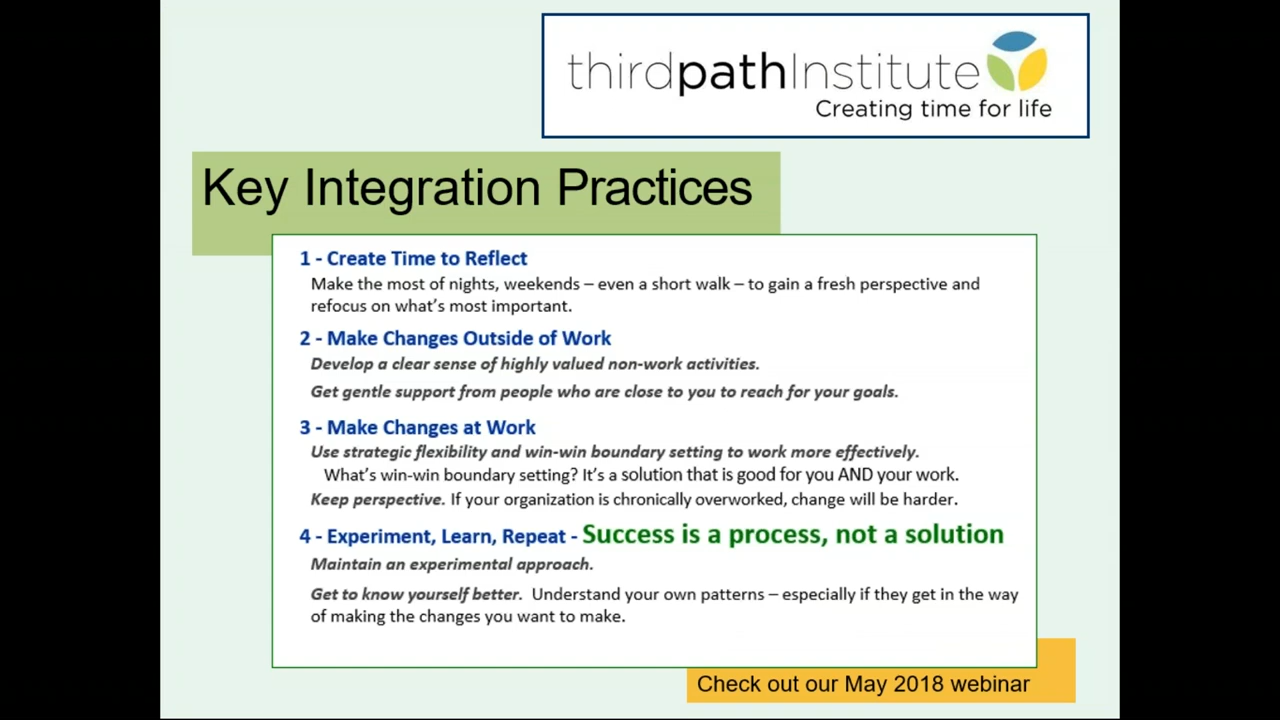 thirdpathInstitute
Creating time for life
Key Integration Practices
1 - Create Time to Reflect
Make the most of nights, weekends – even a short walk – to gain a fresh perspective and
refocus on what's most important.
2 - Make Changes Outside of Work
Develop a clear sense of highly valued non-work activities.
Get gentle support from people who are close to you to reach for your goals.
3 - Make Changes at Work
Use strategic flexibility and win-win boundary setting to work more effectively.
What's win-win boundary setting? It's a solution that is good for you AND your work.
Keep perspective. If your organization is chronically overworked, change will be harder.
4 - Experiment, Learn, Repeat - Success is a process, not a solution
Maintain an experimental approach.
Get to know yourself better. Understand your own patterns – especially if they get in the way
of making the changes you want to make.
Check out our May 2018 webinar